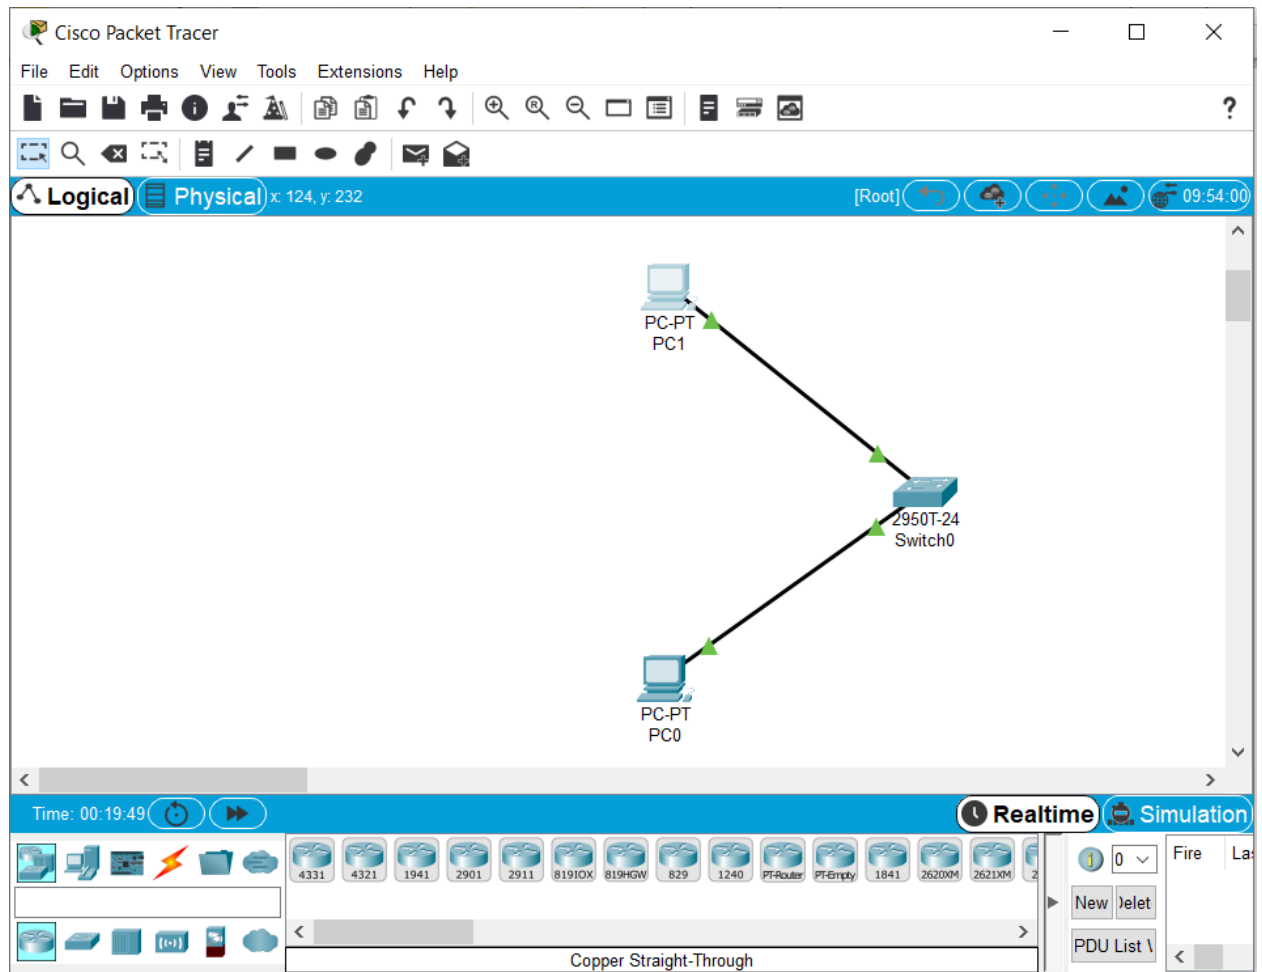 Cisco Packet Tracer
File Edit Options View Tools Extensions Help
Logical Physical x: 124, y: 232 [Root] 09:54:00
PC-PT
PC1
2950T-24
Switch0
PC-PT
PC0
Time: 00:19:49 Realtime Simulation
4331 4321 1941 2901 2911 819IOX 819HGW 829 1240 PT-Router PT-Empty 1841 2620XM 2621XM 2
0 Fire La
New Delet
PDU List
Copper Straight-Through